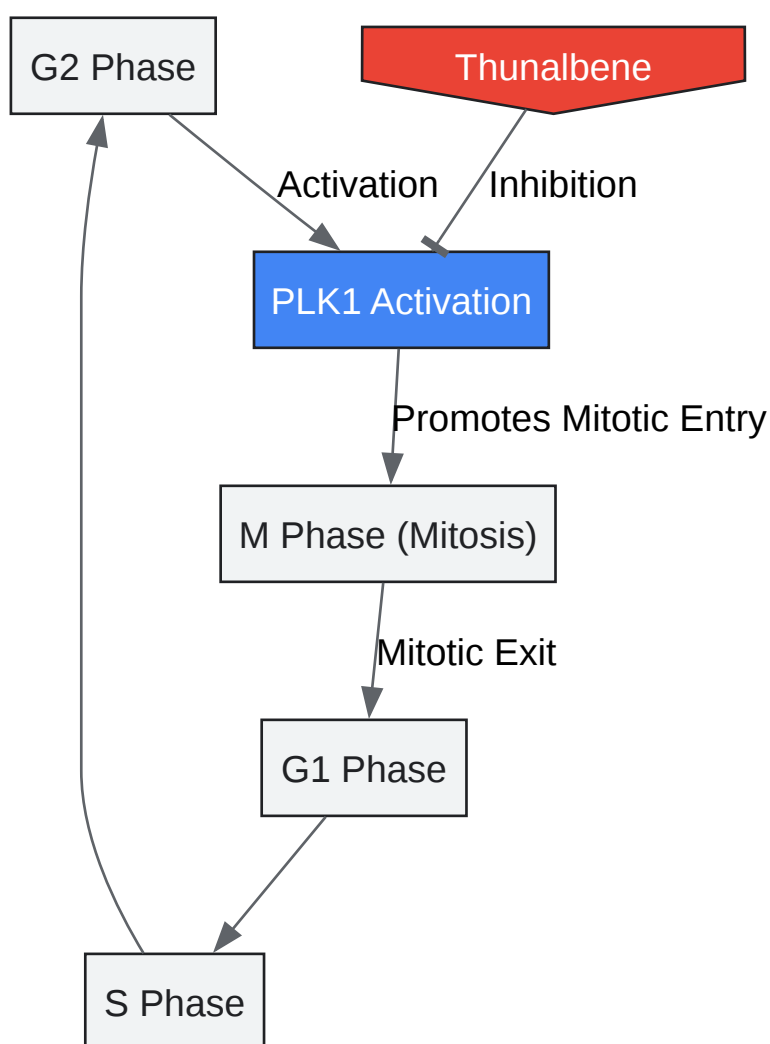 G2 Phase
Thunalbene
Activation
Inhibition
PLK1 Activation
Promotes Mitotic Entry
M Phase (Mitosis)
Mitotic Exit
G1 Phase
S Phase